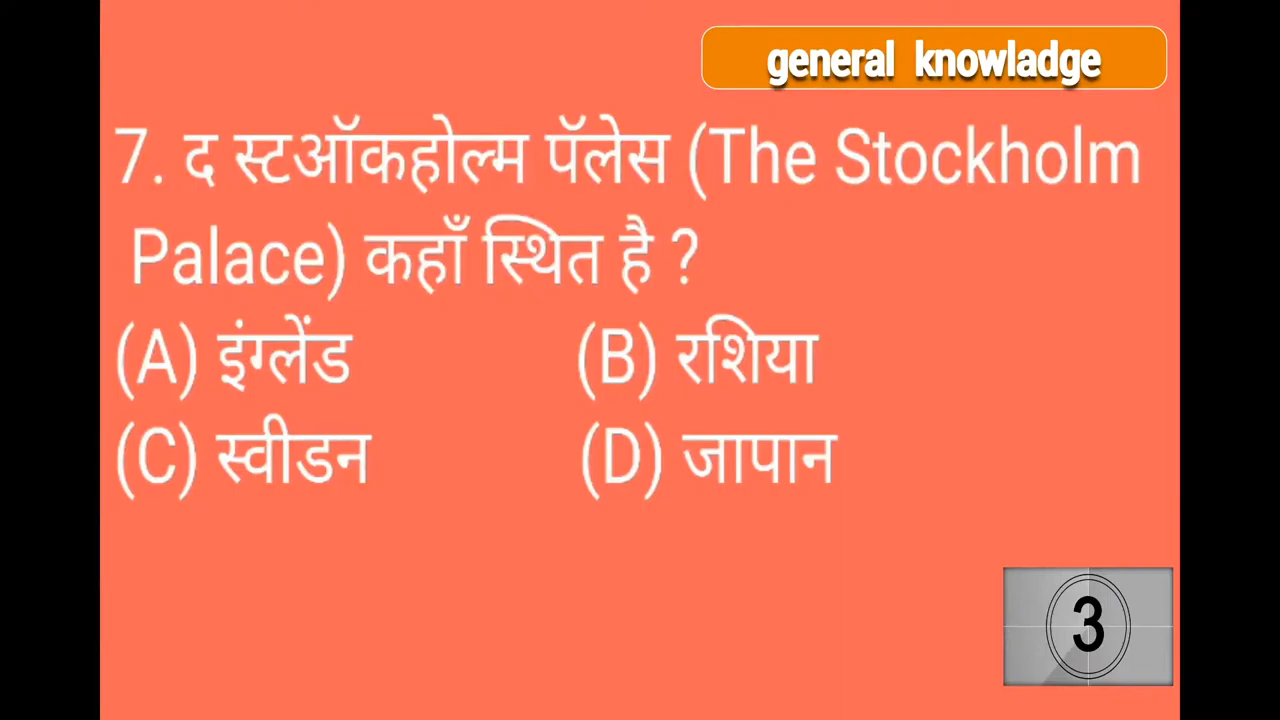 general knowladge
7. द स्टऑकहोल्म पॅलेस (The Stockholm
Palace) कहाँ स्थित है ?
(A) इंग्लेंड (B) रशिया
(C) स्वीडन (D) जापान
3